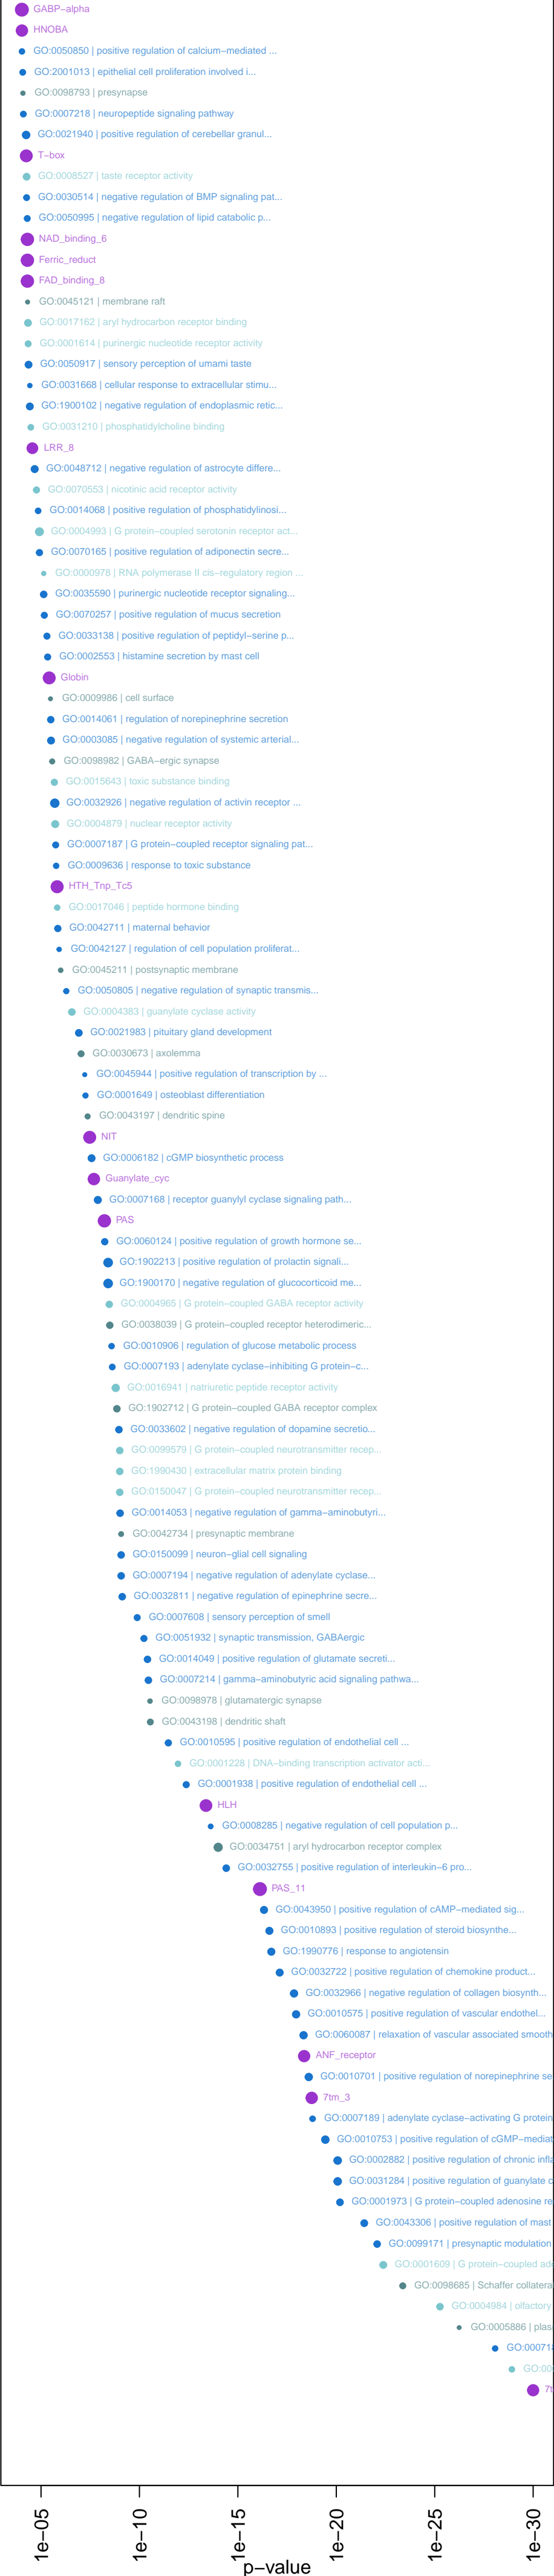 GABP−alpha
HNOBA
GO:0050850 | positive regulation of calcium−mediated ...
GO:2001013 | epithelial cell proliferation involved i...
GO:0098793 | presynapse
GO:0007218 | neuropeptide signaling pathway
GO:0021940 | positive regulation of cerebellar granul...
T−box
GO:0008527 | taste receptor activity
GO:0030514 | negative regulation of BMP signaling pat...
GO:0050995 | negative regulation of lipid catabolic p...
NAD_binding_6
Ferric_reduct
FAD_binding_8
GO:0045121 | membrane raft
GO:0017162 | aryl hydrocarbon receptor binding
GO:0001614 | purinergic nucleotide receptor activity
GO:0050917 | sensory perception of umami taste
GO:0031668 | cellular response to extracellular stimu...
GO:1900102 | negative regulation of endoplasmic retic...
GO:0031210 | phosphatidylcholine binding
LRR_8
GO:0048712 | negative regulation of astrocyte differe...
GO:0070553 | nicotinic acid receptor activity
GO:0014068 | positive regulation of phosphatidylinosi...
GO:0004993 | G protein−coupled serotonin receptor act...
GO:0070165 | positive regulation of adiponectin secre...
GO:0000978 | RNA polymerase II cis−regulatory region ...
GO:0035590 | purinergic nucleotide receptor signaling...
GO:0070257 | positive regulation of mucus secretion
GO:0033138 | positive regulation of peptidyl−serine p...
GO:0002553 | histamine secretion by mast cell
Globin
GO:0009986 | cell surface
GO:0014061 | regulation of norepinephrine secretion
GO:0003085 | negative regulation of systemic arterial...
GO:0098982 | GABA−ergic synapse
GO:0015643 | toxic substance binding
GO:0032926 | negative regulation of activin receptor ...
GO:0004879 | nuclear receptor activity
GO:0007187 | G protein−coupled receptor signaling pat...
GO:0009636 | response to toxic substance
HTH_Tnp_Tc5
GO:0017046 | peptide hormone binding
GO:0042711 | maternal behavior
GO:0042127 | regulation of cell population proliferat...
GO:0045211 | postsynaptic membrane
GO:0050805 | negative regulation of synaptic transmis...
GO:0004383 | guanylate cyclase activity
GO:0021983 | pituitary gland development
GO:0030673 | axolemma
GO:0045944 | positive regulation of transcription by ...
GO:0001649 | osteoblast differentiation
GO:0043197 | dendritic spine
NIT
GO:0006182 | cGMP biosynthetic process
Guanylate_cyc
GO:0007168 | receptor guanylyl cyclase signaling path...
PAS
GO:0060124 | positive regulation of growth hormone se...
GO:1902213 | positive regulation of prolactin signali...
GO:1900170 | negative regulation of glucocorticoid me...
GO:0004965 | G protein−coupled GABA receptor activity
GO:0038039 | G protein−coupled receptor heterodimeric...
GO:0010906 | regulation of glucose metabolic process
GO:0007193 | adenylate cyclase−inhibiting G protein−c...
GO:0016941 | natriuretic peptide receptor activity
GO:1902712 | G protein−coupled GABA receptor complex
GO:0033602 | negative regulation of dopamine secretio...
GO:0099579 | G protein−coupled neurotransmitter recep...
GO:1990430 | extracellular matrix protein binding
GO:0150047 | G protein−coupled neurotransmitter recep...
GO:0014053 | negative regulation of gamma−aminobutyri...
GO:0042734 | presynaptic membrane
GO:0150099 | neuron−glial cell signaling
GO:0007194 | negative regulation of adenylate cyclase...
GO:0032811 | negative regulation of epinephrine secre...
GO:0007608 | sensory perception of smell
GO:0051932 | synaptic transmission, GABAergic
GO:0014049 | positive regulation of glutamate secreti...
GO:0007214 | gamma−aminobutyric acid signaling pathwa...
GO:0098978 | glutamatergic synapse
GO:0043198 | dendritic shaft
GO:0010595 | positive regulation of endothelial cell ...
GO:0001228 | DNA−binding transcription activator acti...
GO:0001938 | positive regulation of endothelial cell ...
HLH
GO:0008285 | negative regulation of cell population p...
GO:0034751 | aryl hydrocarbon receptor complex
GO:0032755 | positive regulation of interleukin−6 pro...
PAS_11
GO:0043950 | positive regulation of cAMP−mediated sig...
GO:0010893 | positive regulation of steroid biosynthe...
GO:1990776 | response to angiotensin
GO:0032722 | positive regulation of chemokine product...
GO:0032966 | negative regulation of collagen biosynth...
GO:0010575 | positive regulation of vascular endothel...
GO:0060087 | relaxation of vascular associated smooth
ANF_receptor
GO:0010701 | positive regulation of norepinephrine se
7tm_3
GO:0007189 | adenylate cyclase−activating G protein
GO:0010753 | positive regulation of cGMP−mediat
GO:0002882 | positive regulation of chronic infla
GO:0031284 | positive regulation of guanylate c
GO:0001973 | G protein−coupled adenosine re
GO:0043306 | positive regulation of mast
GO:0099171 | presynaptic modulation
GO:0001609 | G protein−coupled ade
GO:0098685 | Schaffer collatera
GO:0004984 | olfactory
GO:0005886 | plas
GO:000718
GO:00
7t
1e−05
1e−10
1e−15
1e−20
1e−25
1e−30
p−value